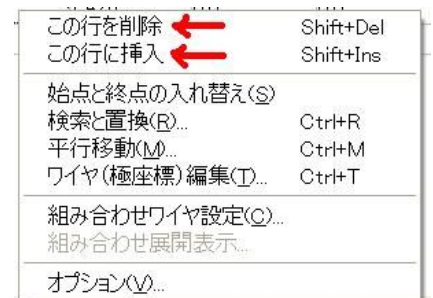 この行を削除 Shift+Del
この行に挿入 Shift+Ins
始点と終点の入れ替え(S)
検索と置換(R)... Ctrl+R
平行移動(M)... Ctrl+M
ワイヤ(極座標)編集(T)... Ctrl+T
組み合わせワイヤ設定(C)...
組み合わせ展開表示...
オプション(V)...